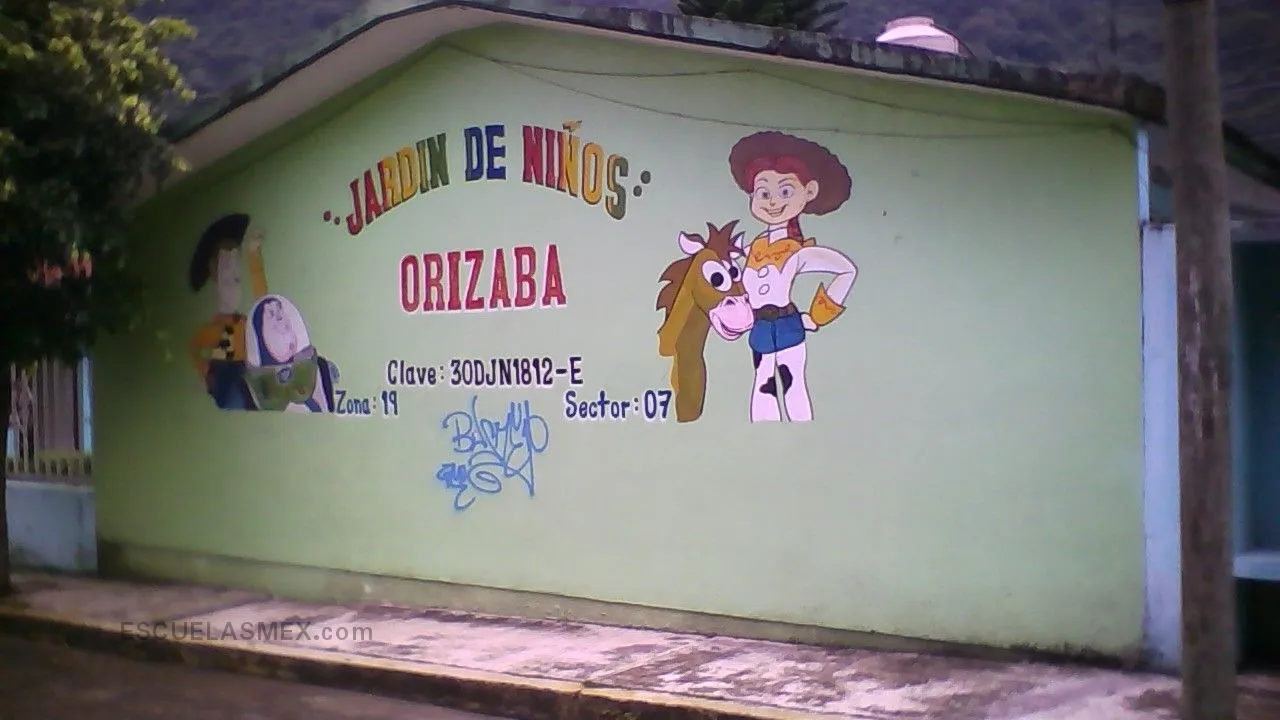 JARDIN DE NIÑOS
ORIZABA
Clave: 30DJN1812-E
Zona: 19 Sector: 07
ESCUELASMEX.com